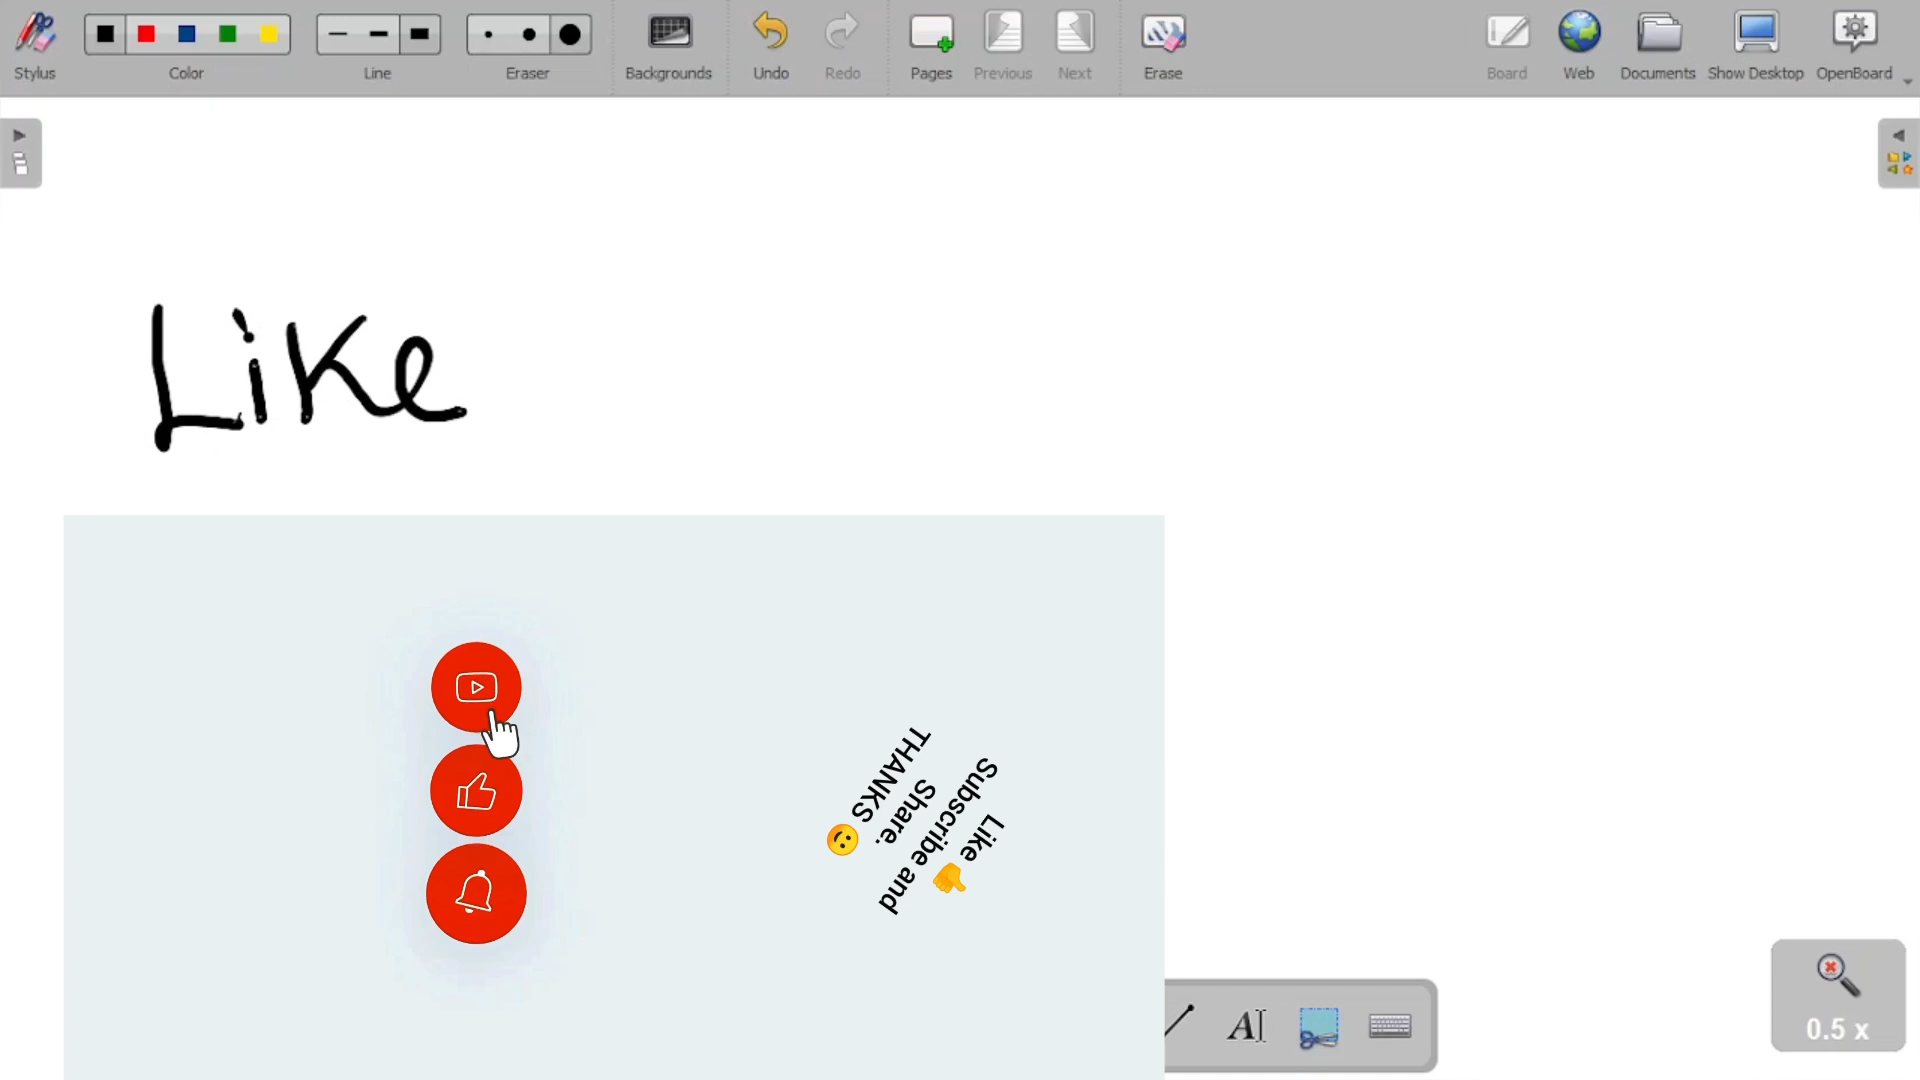 Stylus
Color
Line
Eraser
Backgrounds
Undo
Redo
Pages
Previous
Next
Erase
Board
Web
Documents
Show Desktop
OpenBoard
Like
Like 👍
Subscribe and
Share.
THANKS 🙃
A
0.5 x